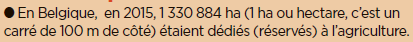 ● En Belgique, en 2015, 1 330 884 ha (1 ha ou hectare, c'est un
carré de 100 m de côté) étaient dédiés (réservés) à l'agriculture.